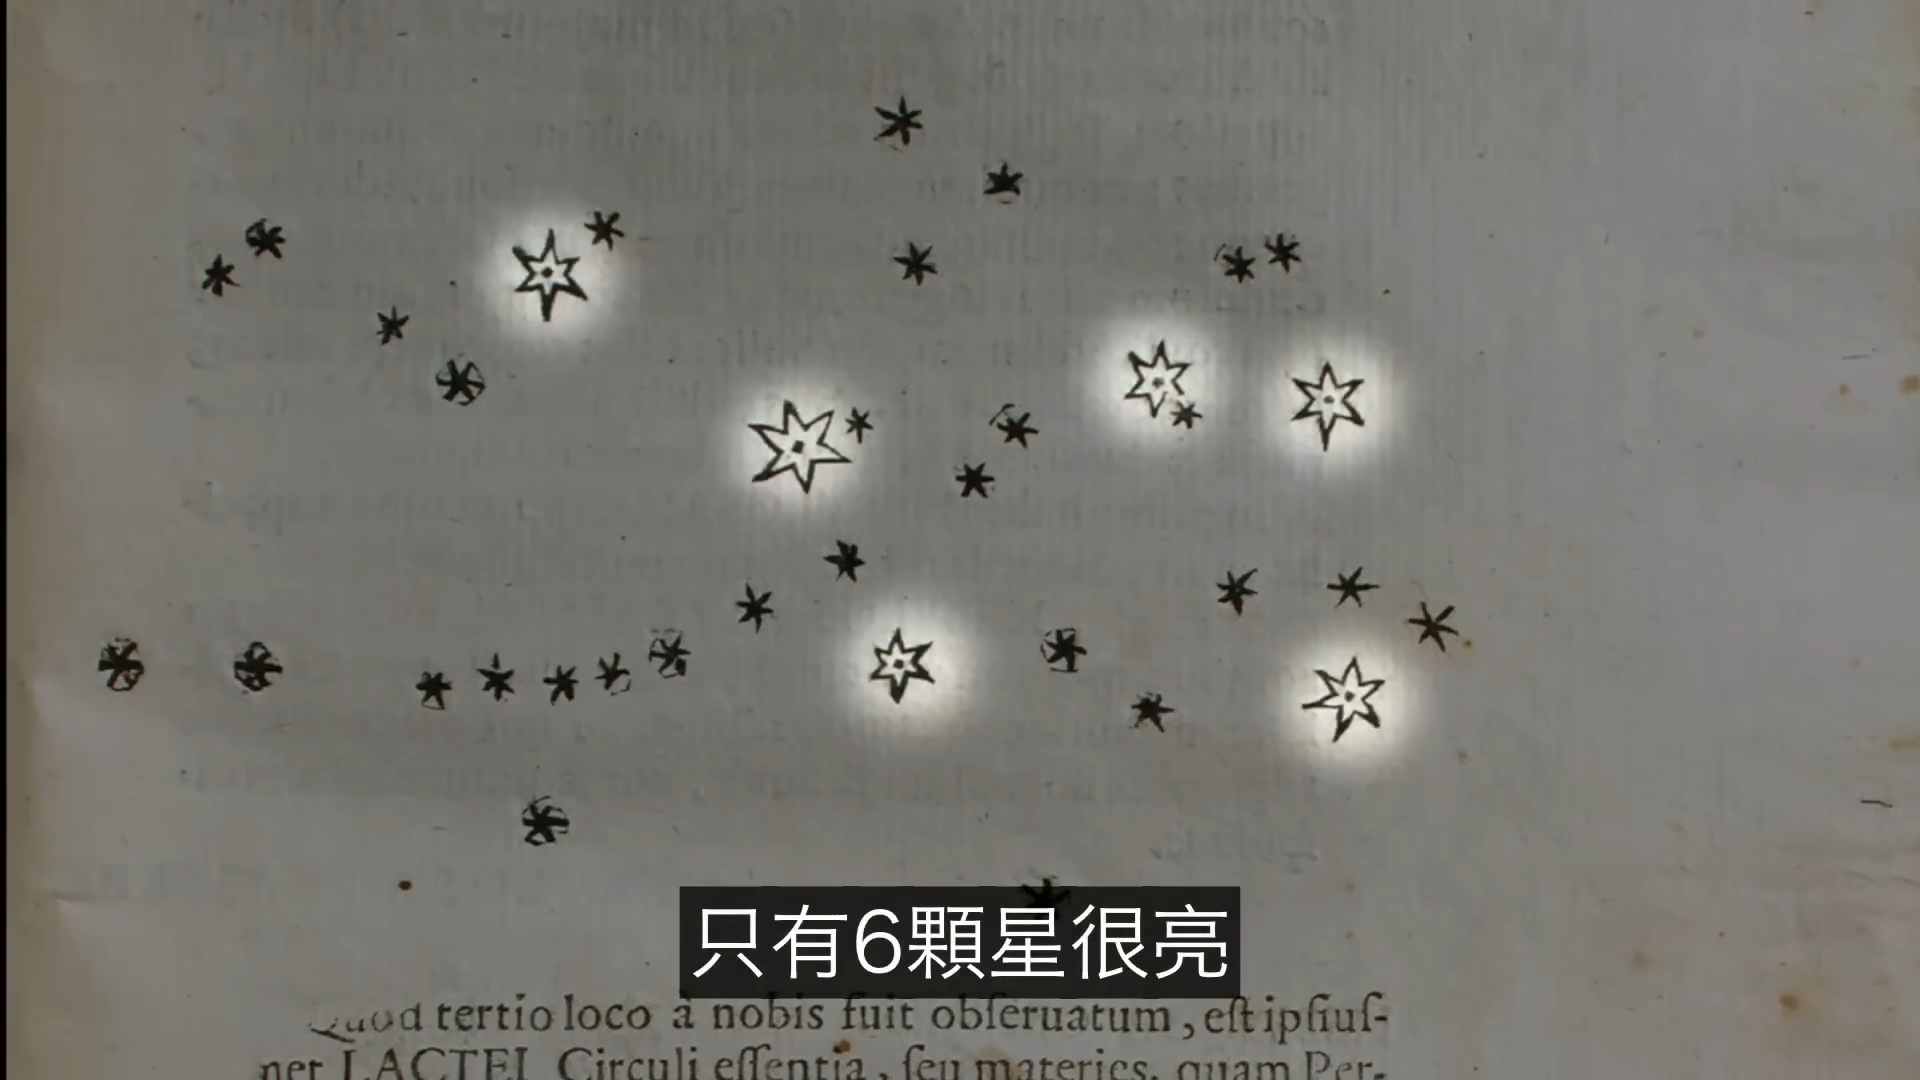 只有6顆星很亮
Quod tertio loco à nobis fuit obſeruatum, eſt ipſiuſ-
met LACTEI Circuli eſſentia, ſeu materies, quam Per-